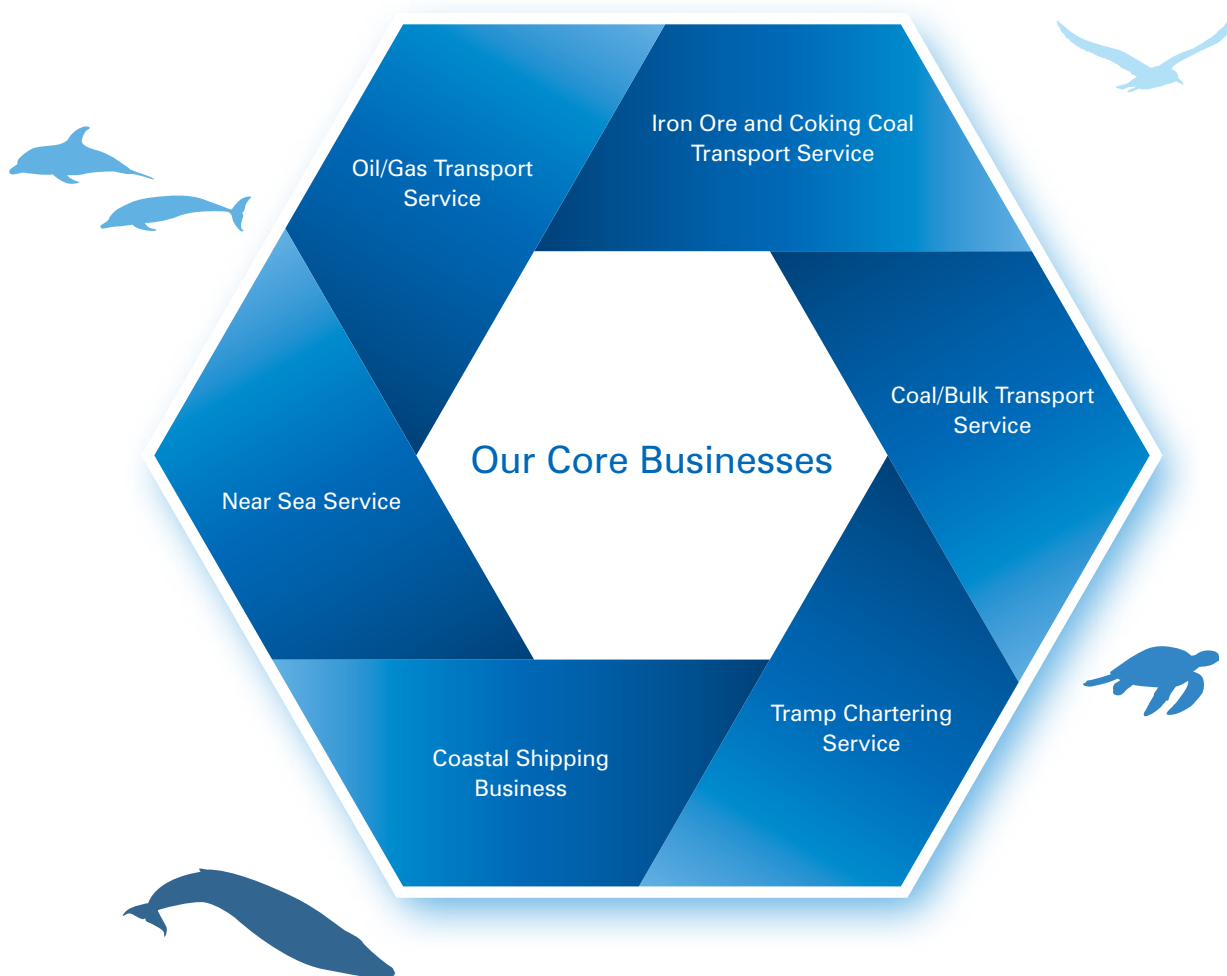 Iron Ore and Coking Coal
Transport Service
Oil/Gas Transport
Service
Coal/Bulk Transport
Service
Our Core Businesses
Near Sea Service
Tramp Chartering
Service
Coastal Shipping
Business